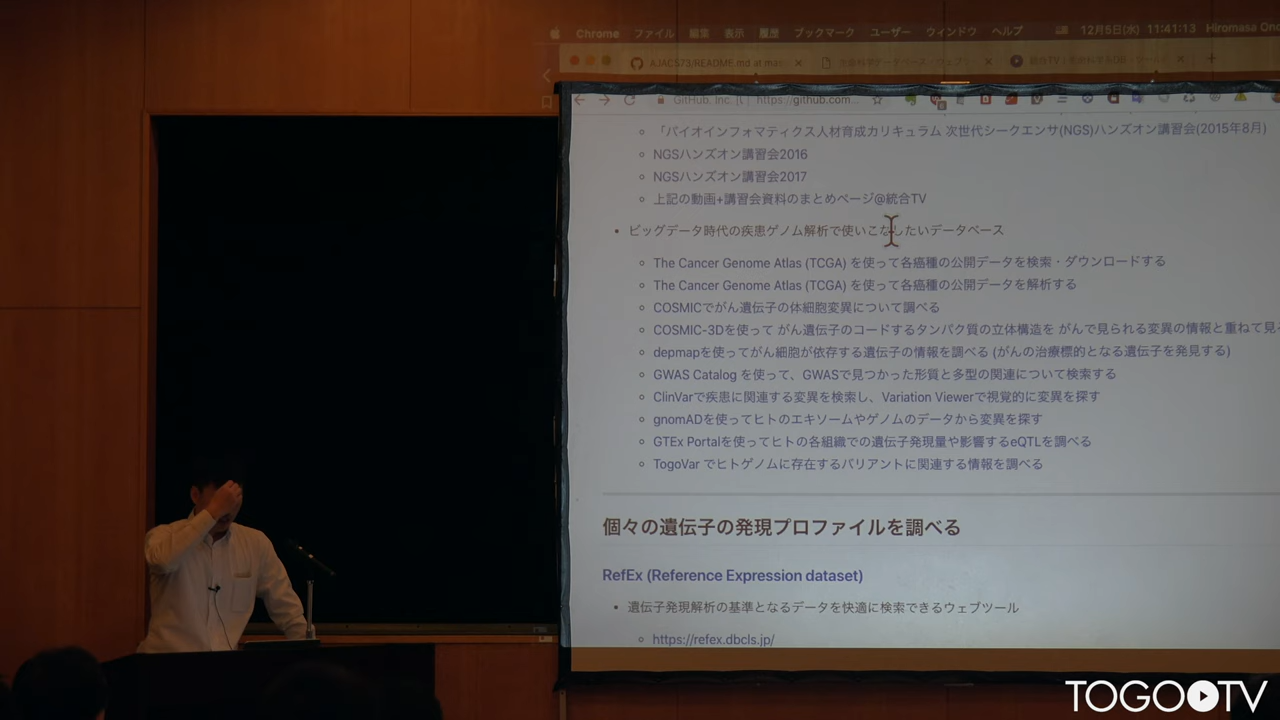 Chrome ファイル 編集 表示 履歴 ブックマーク ユーザー ウィンドウ ヘルプ 12月5日(水) 11:41:13 Hiromasa Ono
AJACS73/README.md at mas
GitHub, Inc. https://github.com...
「バイオインフォマティクス人材育成カリキュラム 次世代シークエンサ(NGS)ハンズオン講習会(2015年8月)
NGSハンズオン講習会2016
NGSハンズオン講習会2017
上記の動画+講習会資料のまとめページ@統合TV
ビッグデータ時代の疾患ゲノム解析で使いこなしたいデータベース
The Cancer Genome Atlas (TCGA) を使って各癌種の公開データを検索・ダウンロードする
The Cancer Genome Atlas (TCGA) を使って各癌種の公開データを解析する
COSMICでがん遺伝子の体細胞変異について調べる
COSMIC-3Dを使って がん遺伝子のコードするタンパク質の立体構造を がんで見られる変異の情報と重ねて見
depmapを使ってがん細胞が依存する遺伝子の情報を調べる (がんの治療標的となる遺伝子を発見する)
GWAS Catalog を使って、GWASで見つかった形質と多型の関連について検索する
ClinVarで疾患に関連する変異を検索し、Variation Viewerで視覚的に変異を探す
gnomADを使ってヒトのエキソームやゲノムのデータから変異を探す
GTEx Portalを使ってヒトの各組織での遺伝子発現量や影響するeQTLを調べる
TogoVar でヒトゲノムに存在するバリアントに関連する情報を調べる
個々の遺伝子の発現プロファイルを調べる
RefEx (Reference Expression dataset)
遺伝子発現解析の基準となるデータを快適に検索できるウェブツール
https://refex.dbcls.jp/
TOGO TV